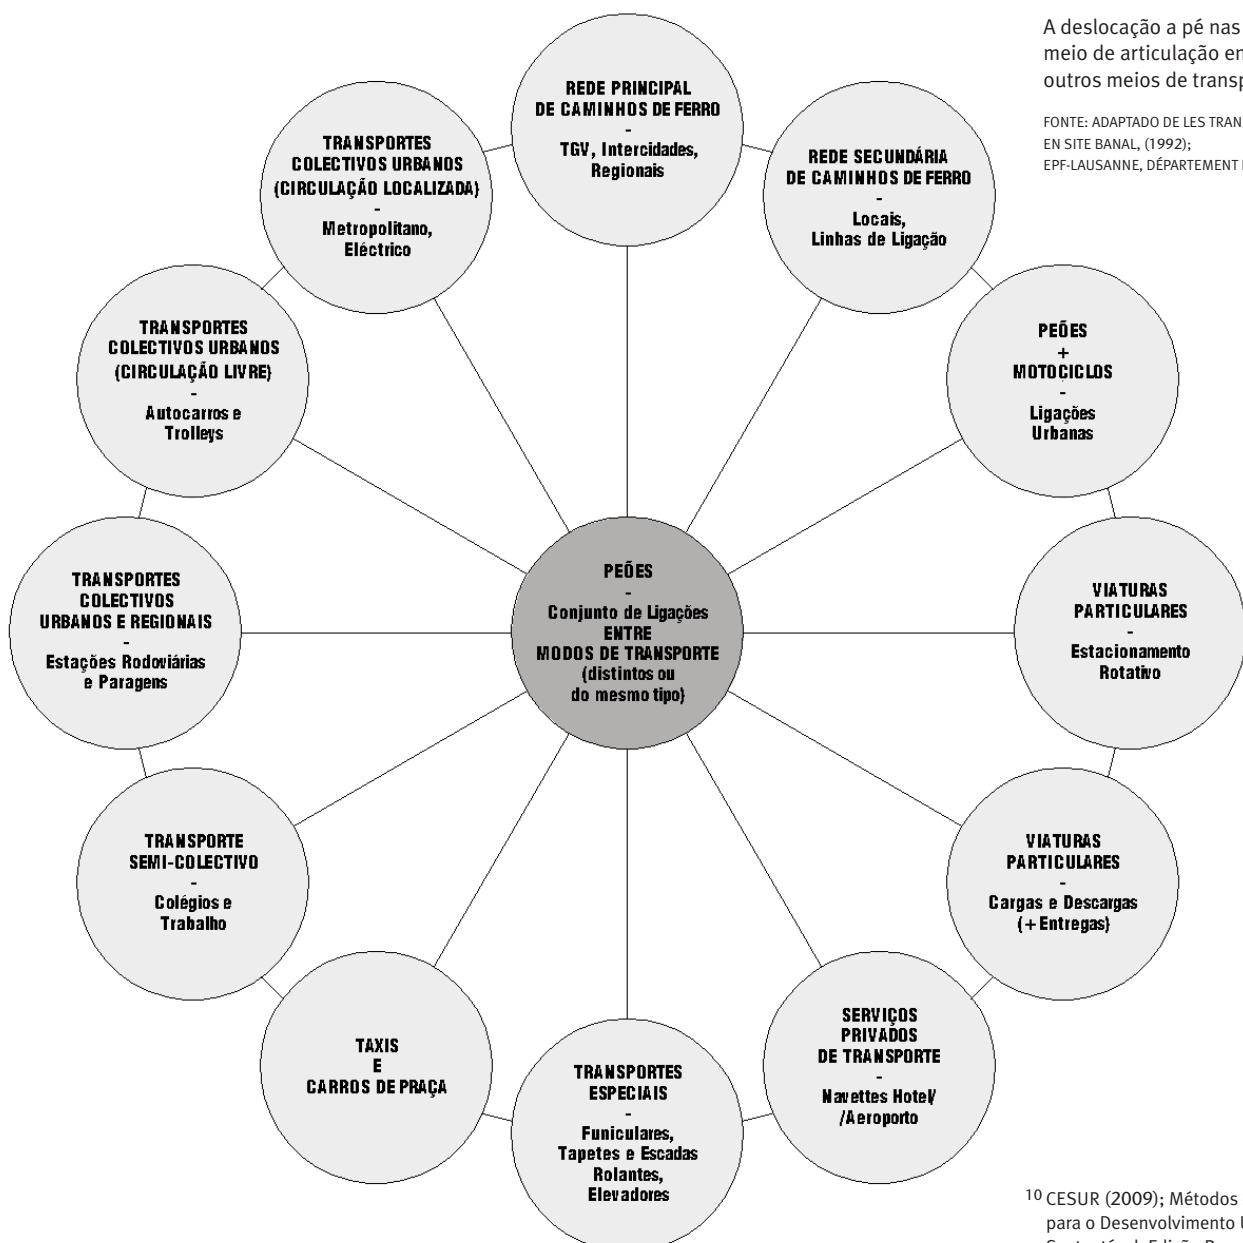 A deslocação a pé nas
meio de articulação en
outros meios de transp
FONTE: ADAPTADO DE LES TRAN
EN SITE BANAL, (1992);
EPF-LAUSANNE, DÉPARTEMENT
REDE PRINCIPAL
DE CAMINHOS DE FERRO
-
TGV, Intercidades,
Regionais
REDE SECUNDÁRIA
DE CAMINHOS DE FERRO
-
Locais,
Linhas de Ligação
PEÕES
+
MOTOCICLOS
-
Ligações
Urbanas
VIATURAS
PARTICULARES
-
Estacionamento
Rotativo
VIATURAS
PARTICULARES
-
Cargas e Descargas
(+Entregas)
SERVIÇOS
PRIVADOS
DE TRANSPORTE
-
Navettes Hotel/
/Aeroporto
TRANSPORTES
ESPECIAIS
-
Funiculares,
Tapetes e Escadas
Rolantes,
Elevadores
TAXIS
E
CARROS DE PRAÇA
TRANSPORTE
SEMI-COLECTIVO
-
Colégios e
Trabalho
TRANSPORTES
COLECTIVOS
URBANOS E REGIONAIS
-
Estações Rodoviárias
e Paragens
TRANSPORTES
COLECTIVOS URBANOS
(CIRCULAÇÃO LIVRE)
-
Autocarros e
Trolleys
TRANSPORTES
COLECTIVOS URBANOS
(CIRCULAÇÃO LOCALIZADA)
-
Metropolitano,
Eléctrico
PEÕES
-
Conjunto de Ligações
ENTRE
MODOS DE TRANSPORTE
(distintos ou
do mesmo tipo)
10 CESUR (2009); Métodos
para o Desenvolvimento U